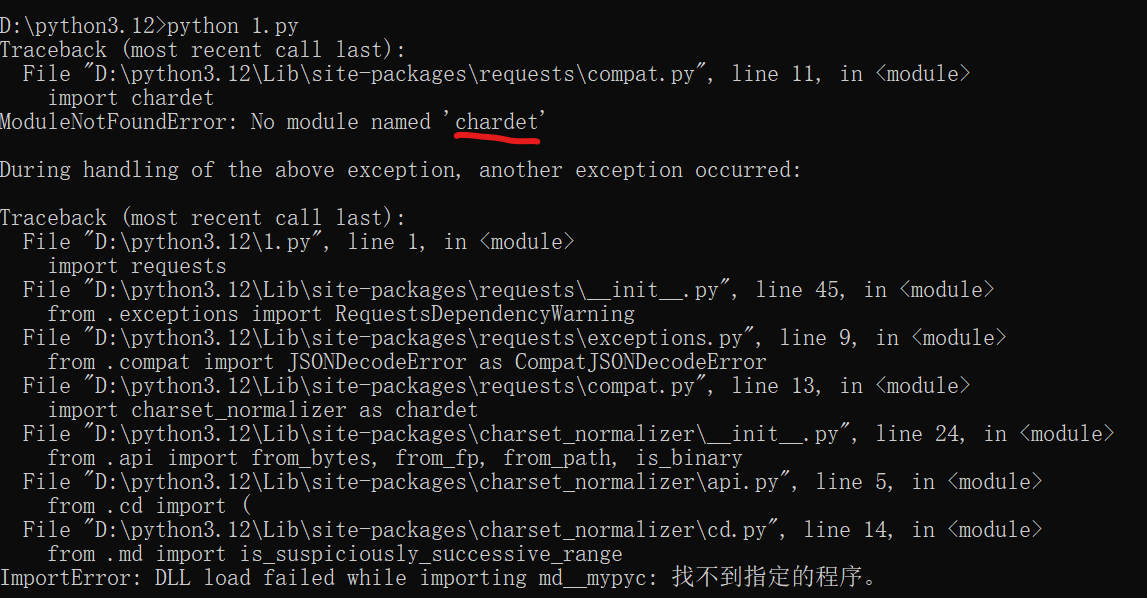 D:\python3.12>python 1.py
Traceback (most recent call last):
  File "D:\python3.12\Lib\site-packages\requests\compat.py", line 11, in <module>
    import chardet
ModuleNotFoundError: No module named 'chardet'

During handling of the above exception, another exception occurred:

Traceback (most recent call last):
  File "D:\python3.12\1.py", line 1, in <module>
    import requests
  File "D:\python3.12\Lib\site-packages\requests\__init__.py", line 45, in <module>
    from .exceptions import RequestsDependencyWarning
  File "D:\python3.12\Lib\site-packages\requests\exceptions.py", line 9, in <module>
    from .compat import JSONDecodeError as CompatJSONDecodeError
  File "D:\python3.12\Lib\site-packages\requests\compat.py", line 13, in <module>
    import charset_normalizer as chardet
  File "D:\python3.12\Lib\site-packages\charset_normalizer\__init__.py", line 24, in <module>
    from .api import from_bytes, from_fp, from_path, is_binary
  File "D:\python3.12\Lib\site-packages\charset_normalizer\api.py", line 5, in <module>
    from .cd import (
  File "D:\python3.12\Lib\site-packages\charset_normalizer\cd.py", line 14, in <module>
    from .md import is_suspiciously_successive_range
ImportError: DLL load failed while importing md__mypyc: 找不到指定的程序。